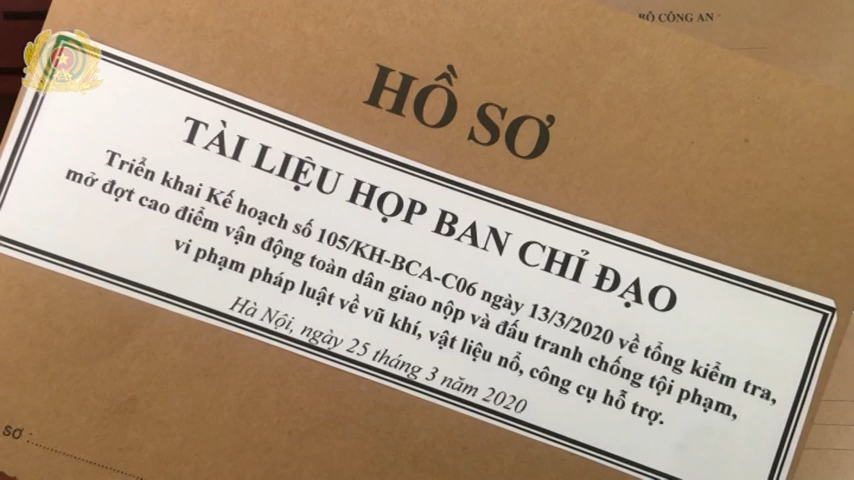 BỘ CÔNG AN
HỒ SƠ
TÀI LIỆU HỌP BAN CHỈ ĐẠO
Triển khai Kế hoạch số 105/KH-BCA-C06 ngày 13/3/2020 về tổng kiểm tra,
mở đợt cao điểm vận động toàn dân giao nộp và đấu tranh chống tội phạm,
vi phạm pháp luật về vũ khí, vật liệu nổ, công cụ hỗ trợ.
Hà Nội, ngày 25 tháng 3 năm 2020
sơ :